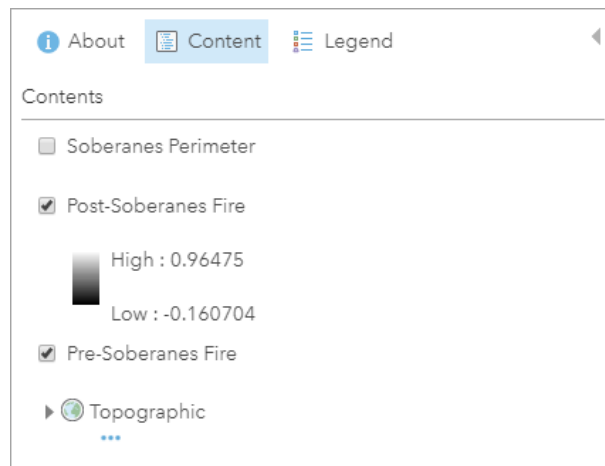 About Content Legend
Contents
Soberanes Perimeter
Post-Soberanes Fire
High : 0.96475
Low : -0.160704
Pre-Soberanes Fire
Topographic